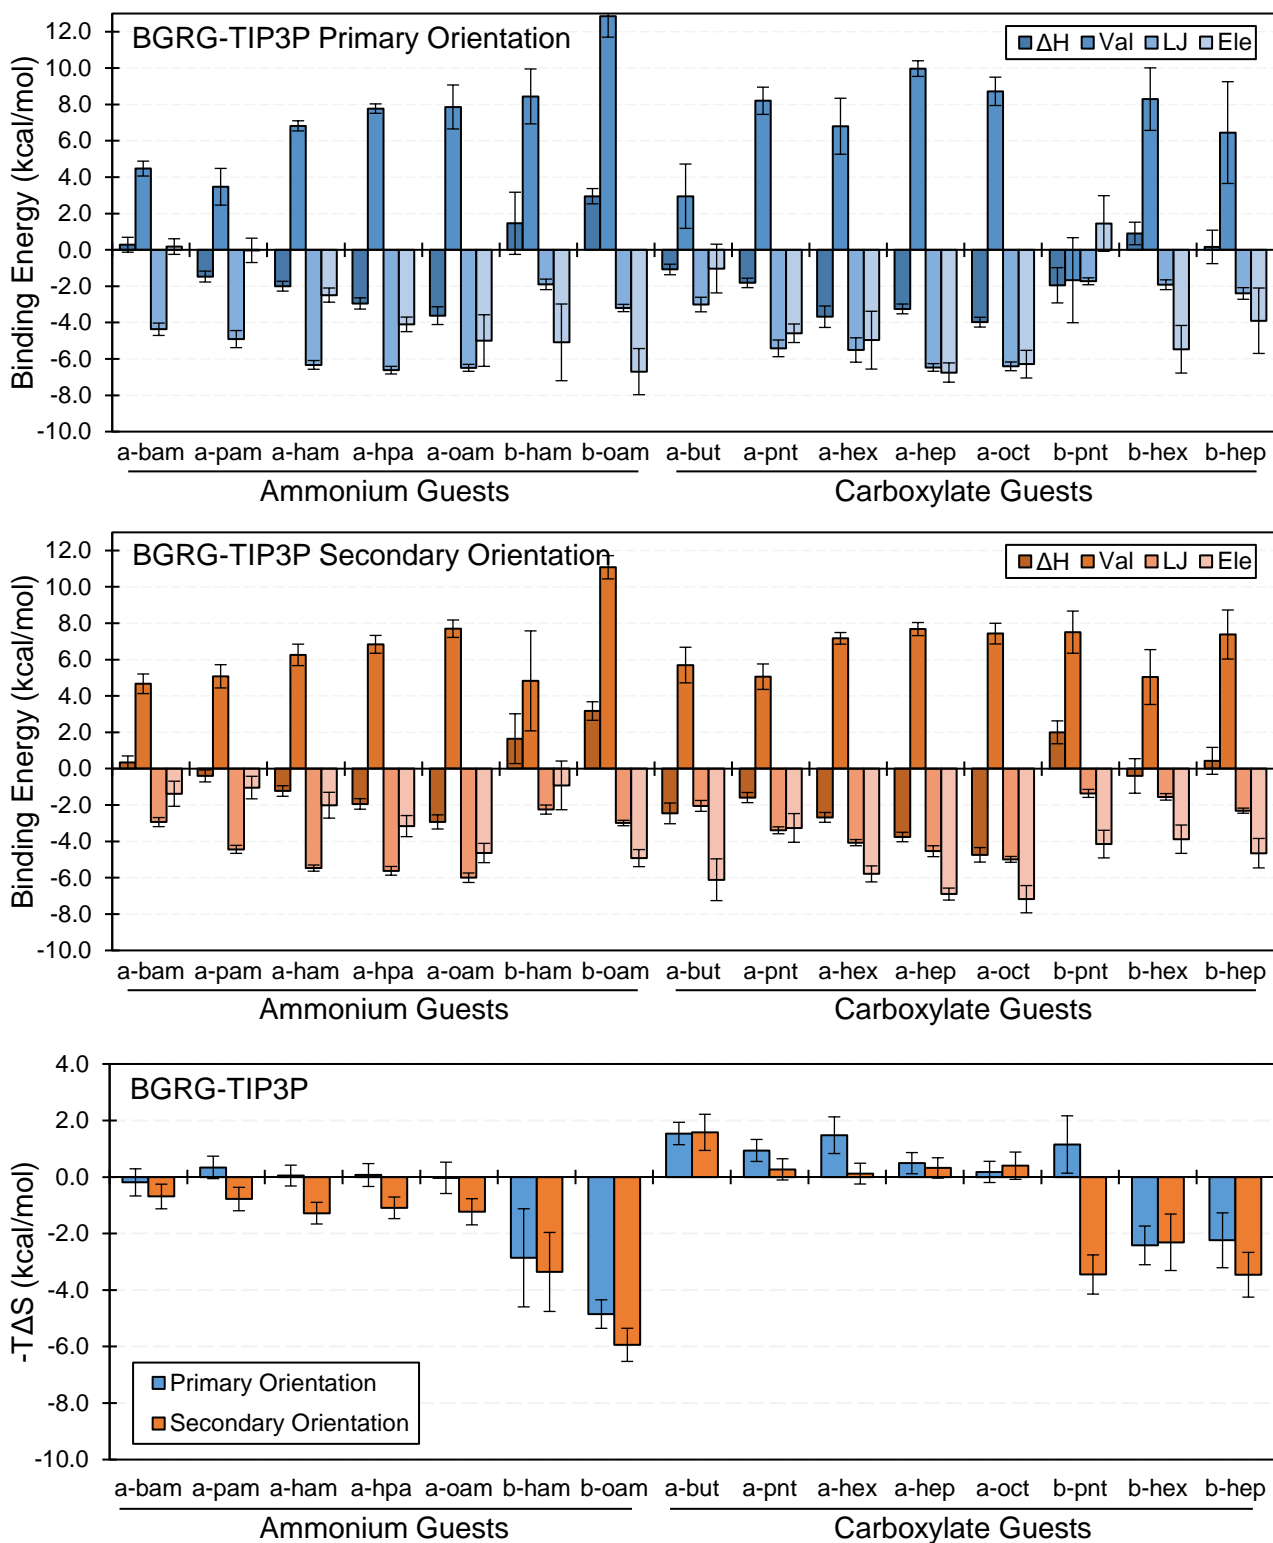 BGRG-TIP3P Primary Orientation
ΔH Val LJ Ele
Binding Energy (kcal/mol)
12.0
10.0
8.0
6.0
4.0
2.0
0.0
-2.0
-4.0
-6.0
-8.0
-10.0
a-bam a-pam a-ham a-hpa a-oam b-ham b-oam a-but a-pnt a-hex a-hep a-oct b-pnt b-hex b-hep
Ammonium Guests Carboxylate Guests
BGRG-TIP3P Secondary Orientation
ΔH Val LJ Ele
Binding Energy (kcal/mol)
12.0
10.0
8.0
6.0
4.0
2.0
0.0
-2.0
-4.0
-6.0
-8.0
-10.0
a-bam a-pam a-ham a-hpa a-oam b-ham b-oam a-but a-pnt a-hex a-hep a-oct b-pnt b-hex b-hep
Ammonium Guests Carboxylate Guests
BGRG-TIP3P
-TΔS (kcal/mol)
4.0
2.0
0.0
-2.0
-4.0
-6.0
-8.0
-10.0
Primary Orientation
Secondary Orientation
a-bam a-pam a-ham a-hpa a-oam b-ham b-oam a-but a-pnt a-hex a-hep a-oct b-pnt b-hex b-hep
Ammonium Guests Carboxylate Guests